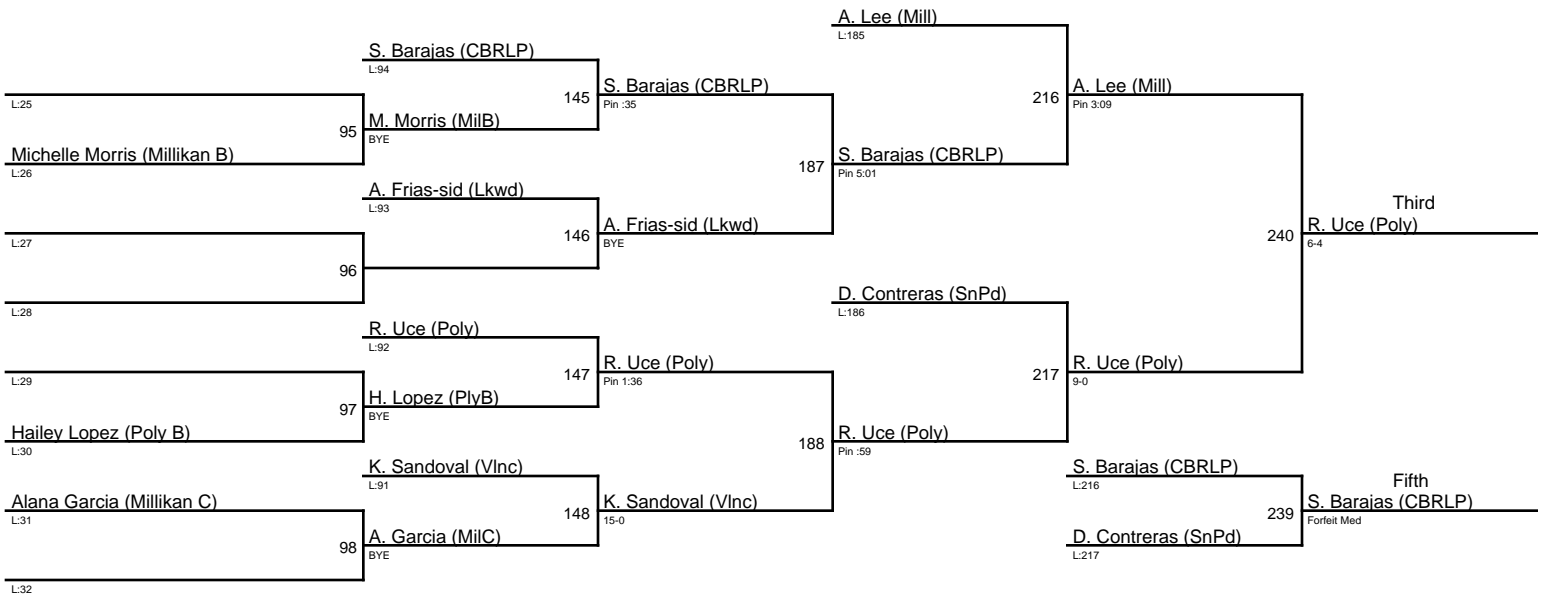 L:25
Michelle Morris (Millikan B)
L:26
95
L:27
L:28
96
L:29
Hailey Lopez (Poly B)
L:30
97
Alana Garcia (Millikan C)
L:31
L:32
98
S. Barajas (CBRLP)
L:94
M. Morris (MilB)
BYE
145
A. Frias-sid (Lkwd)
L:93
146
R. Uce (Poly)
L:92
H. Lopez (PlyB)
BYE
147
K. Sandoval (Vlnc)
L:91
A. Garcia (MilC)
BYE
148
S. Barajas (CBRLP)
Pin :35
A. Frias-sid (Lkwd)
BYE
187
R. Uce (Poly)
Pin 1:36
K. Sandoval (Vlnc)
15-0
188
A. Lee (Mill)
L:185
S. Barajas (CBRLP)
Pin 5:01
216
D. Contreras (SnPd)
L:186
R. Uce (Poly)
Pin :59
217
A. Lee (Mill)
Pin 3:09
R. Uce (Poly)
9-0
240
Third
R. Uce (Poly)
6-4
S. Barajas (CBRLP)
L:216
D. Contreras (SnPd)
L:217
239
Fifth
S. Barajas (CBRLP)
Forfeit Med